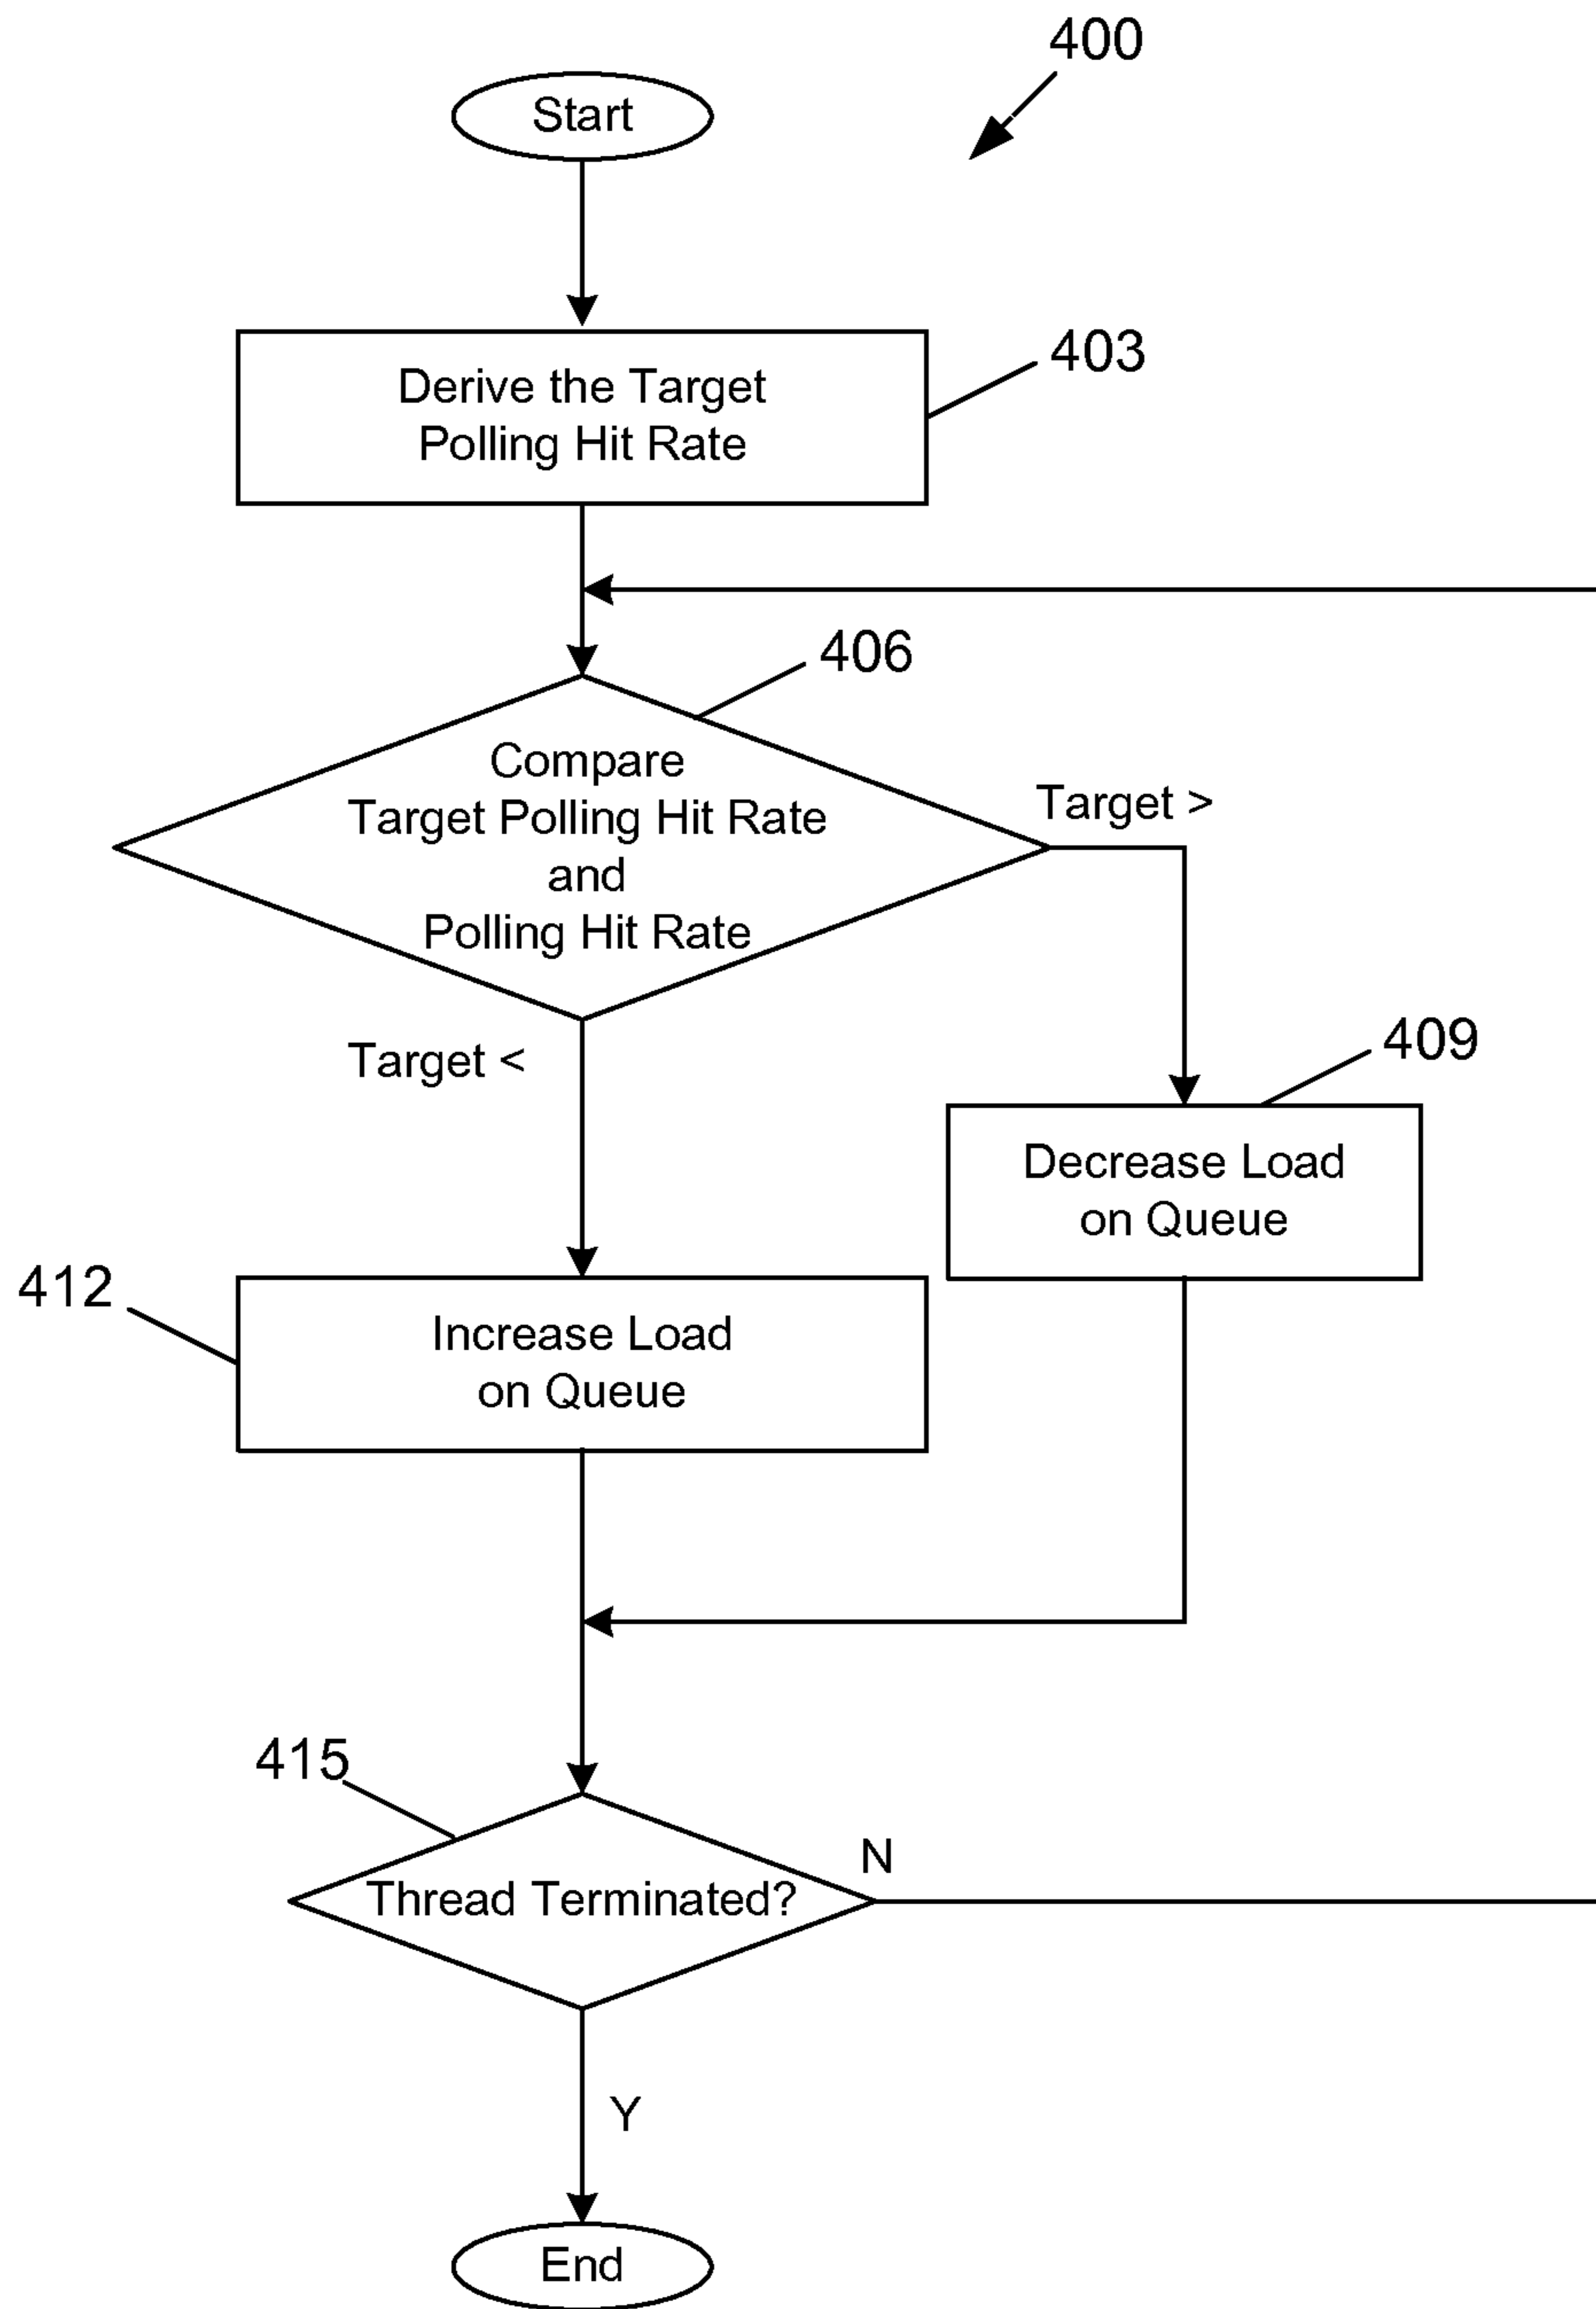 400
Start
Derive the Target
Polling Hit Rate
403
406
Compare
Target Polling Hit Rate
and
Polling Hit Rate
Target >
Target <
409
Decrease Load
on Queue
412
Increase Load
on Queue
415
Thread Terminated?
N
Y
End